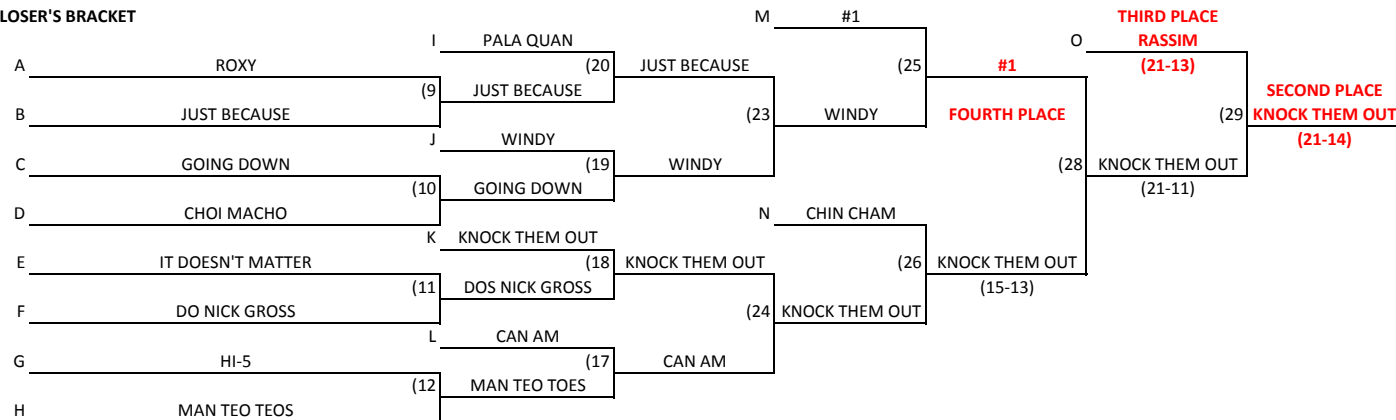 LOSER'S BRACKET
M #1 THIRD PLACE
I PALA QUAN O RASSIM
A ROXY (20 JUST BECAUSE (25 #1 (21-13)
(9 JUST BECAUSE SECOND PLACE
B JUST BECAUSE (23 WINDY FOURTH PLACE (29 KNOCK THEM OUT
J WINDY (21-14)
C GOING DOWN (19 WINDY (28 KNOCK THEM OUT
(10 GOING DOWN (21-11)
D CHOI MACHO N CHIN CHAM
K KNOCK THEM OUT
E IT DOESN'T MATTER (18 KNOCK THEM OUT (26 KNOCK THEM OUT
(11 DOS NICK GROSS (15-13)
F DO NICK GROSS (24 KNOCK THEM OUT
L CAN AM
G HI-5 (17 CAN AM
(12 MAN TEO TOES
H MAN TEO TEOS